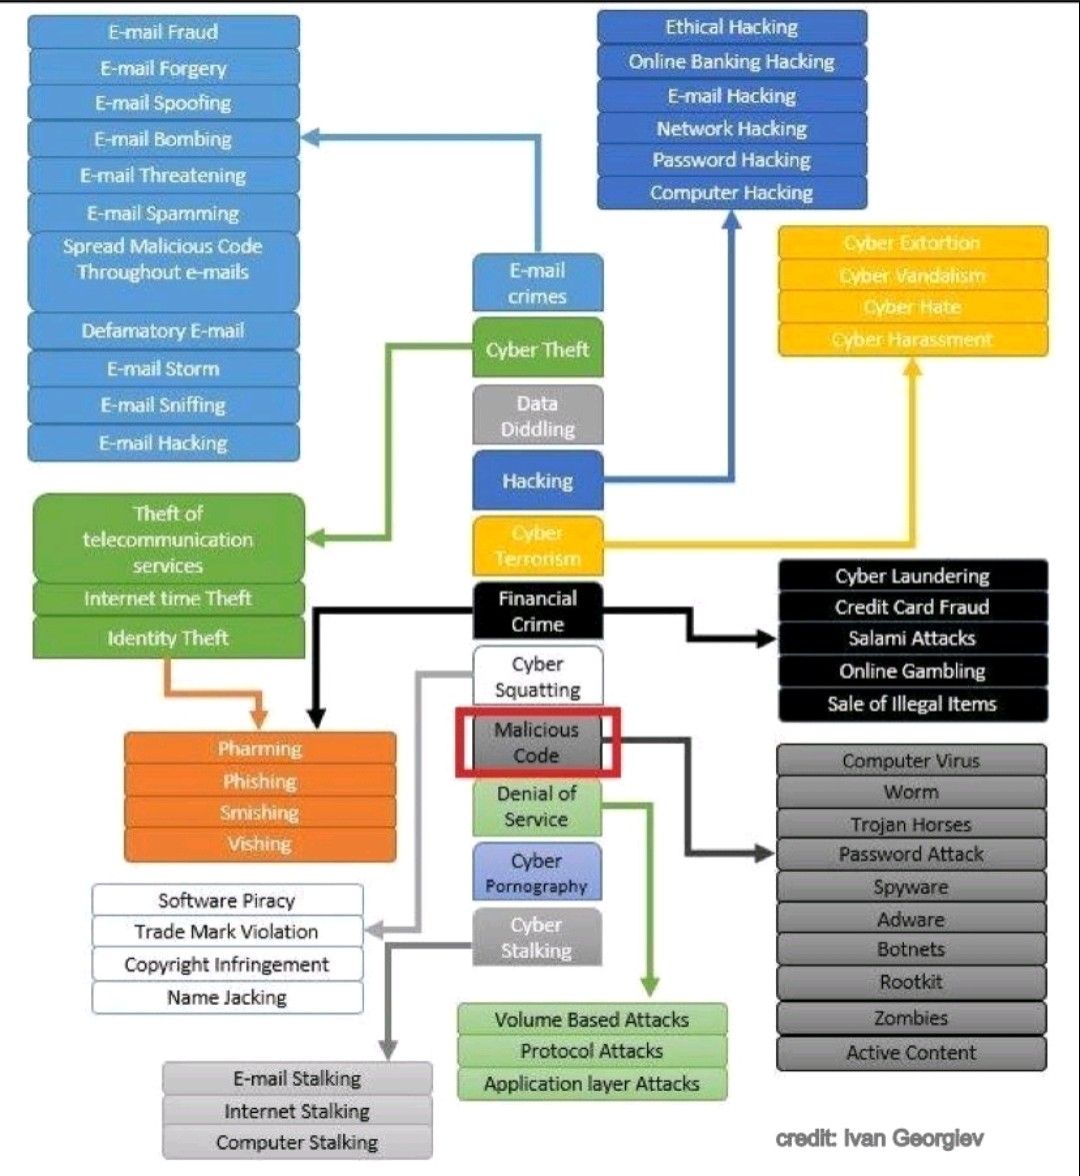 E-mail Fraud
E-mail Forgery
E-mail Spoofing
E-mail Bombing
E-mail Threatening
E-mail Spamming
Spread Malicious Code
Throughout e-mails
Defamatory E-mail
E-mail Storm
E-mail Sniffing
E-mail Hacking
Ethical Hacking
Online Banking Hacking
E-mail Hacking
Network Hacking
Password Hacking
Computer Hacking
Cyber Extortion
Cyber Vandalism
Cyber Hate
Cyber Harassment
E-mail
crimes
Cyber Theft
Data
Diddling
Hacking
Cyber
Terrorism
Financial
Crime
Cyber
Squatting
Malicious
Code
Denial of
Service
Cyber
Pornography
Cyber
Stalking
Theft of
telecommunication
services
Internet time Theft
Identity Theft
Pharming
Phishing
Smishing
Vishing
Cyber Laundering
Credit Card Fraud
Salami Attacks
Online Gambling
Sale of Illegal Items
Computer Virus
Worm
Trojan Horses
Password Attack
Spyware
Adware
Botnets
Rootkit
Zombies
Active Content
Software Piracy
Trade Mark Violation
Copyright Infringement
Name Jacking
Volume Based Attacks
Protocol Attacks
Application layer Attacks
E-mail Stalking
Internet Stalking
Computer Stalking
credit: Ivan Georgiev